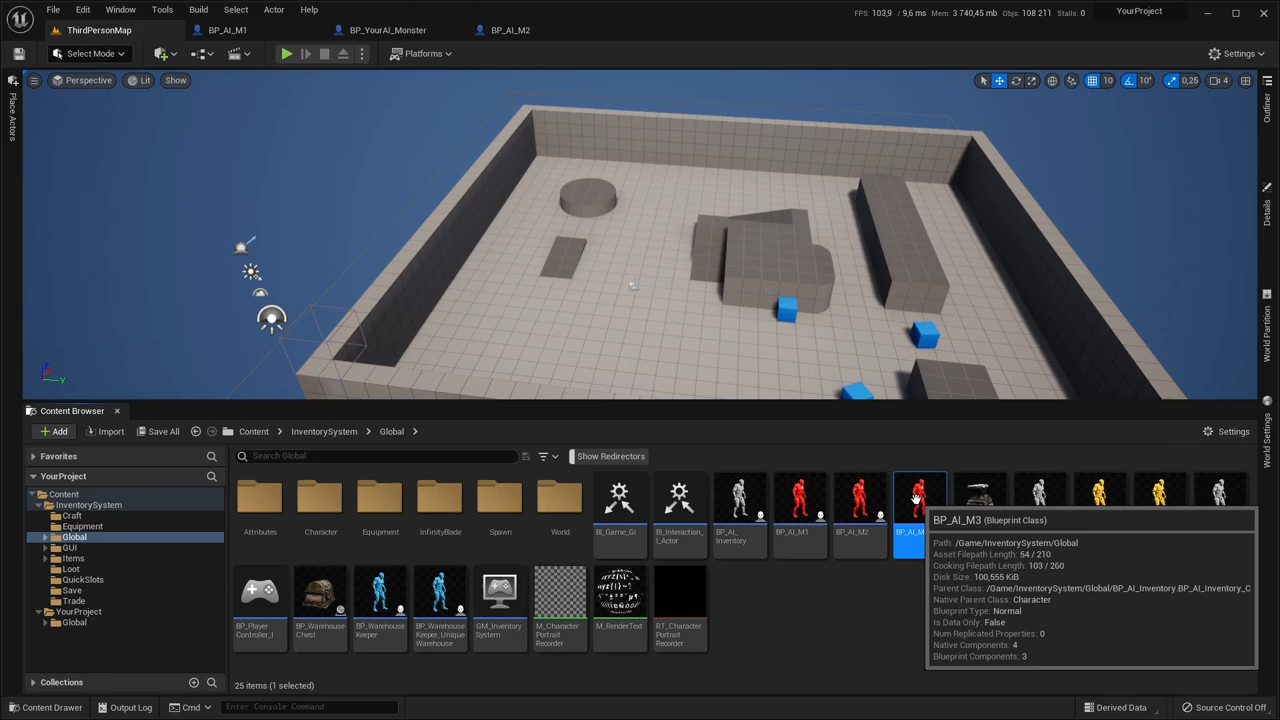 File Edit Window Tools Build Select Actor Help
FPS: 103,9 / 9,6 ms Mem: 3 740,45 mb Objs: 108 211 Stalls: 0 YourProject
ThirdPersonMap BP_AI_M1 BP_YourAI_Monster BP_AI_M2
Select Mode Platforms Settings
Perspective Lit Show 10 10° 0,25 4
Place Actors
Outliner
Details
World Partition
World Settings
Z
Y
Content Browser
Add Import Save All Content InventorySystem Global Settings
Favorites Search Global Show Redirectors
YourProject
Content
InventorySystem
Craft
Equipment
Global
GUI
Items
Loot
QuickSlots
Save
Trade
YourProject
Global
Collections
Attributes Character Equipment InfinityBlade Spawn World BI_Game_GI BI_Interaction
_I_Actor BP_AI_
Inventory BP_AI_M1 BP_AI_M2 BP_AI_M
BP_Player
Controller_I BP_Warehouse
Chest BP_Warehouse
Keeper BP_Warehouse
Keeper_Unique
Warehouse GM_Inventory
System M_Character
Portrait
Recorder M_RenderText RT_Character
Portrait
Recorder
BP_AI_M3 (Blueprint Class)
Path: /Game/InventorySystem/Global
Asset Filepath Length: 54 / 210
Cooking Filepath Length: 103 / 260
Disk Size: 100,555 KiB
Parent Class: /Game/InventorySystem/Global/BP_AI_Inventory.BP_AI_Inventory_C
Native Parent Class: Character
Blueprint Type: Normal
Is Data Only: False
Num Replicated Properties: 0
Native Components: 4
Blueprint Components: 3
25 items (1 selected)
Content Drawer Output Log Cmd Enter Console Command Derived Data Source Control Off